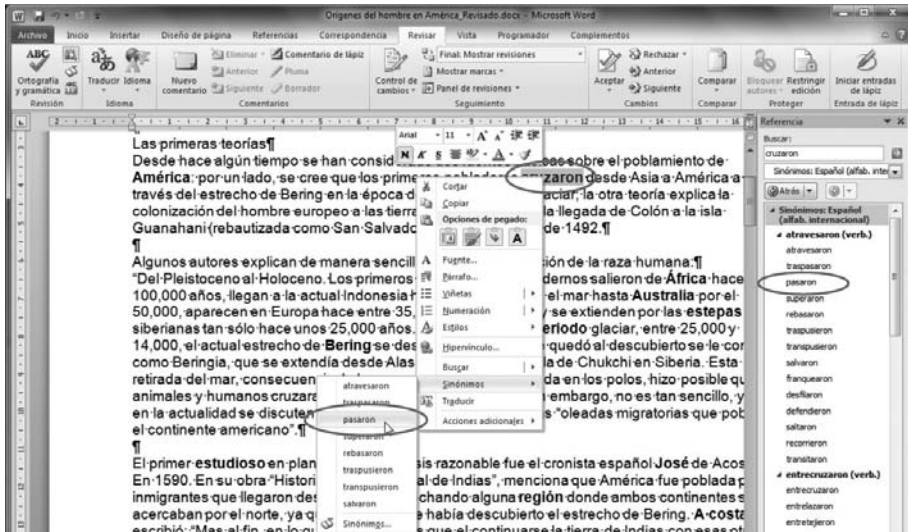 Origenes del hombre en América_Revisado.docx - Microsoft Word
Archivo Inicio Insertar Diseño de página Referencias Correspondencia Revisar Vista Programador Complementos
ABC Ortografía y gramática Traducir Idioma Nuevo comentario Eliminar Anterior Siguiente Comentario de lápiz Pluma Borrador Control de cambios Final: Mostrar revisiones Mostrar marcas Panel de revisiones Aceptar Rechazar Anterior Siguiente Comparar Bloquear autores Restringir edición Iniciar entradas de lápiz
Revisión Idioma Comentarios Seguimiento Cambios Comparar Proteger Entrada de lápiz
Las primeras teorías¶
Desde hace algún tiempo se han consid sobre el poblamiento de
América: por un lado, se cree que los prime cruzaron desde Asia a América a
través del estrecho de Bering en la época d aciar; la otra teoría explica la
colonización del hombre europeo a las tierra la llegada de Colón a la isla
Guanahani (rebautizada como San Salvado de 1492.¶
¶
Algunos autores explican de manera sencill ión de la raza humana:¶
"Del Pleistoceno al Holoceno. Los primeros dernos salieron de África hace
100,000 años, llegan a la actual Indonesia el mar hasta Australia por el
50,000, aparecen en Europa hace entre 35, y se extienden por las estepas
siberianas tan sólo hace unos 25,000 años. eriodo glaciar, entre 25,000 y
14,000, el actual estrecho de Bering se des quedó al descubierto se le con
como Beringia, que se extendía desde Alas la de Chukchi en Siberia. Esta
retirada del mar, consecuen da en los polos, hizo posible qu
animales y humanos cruzara embargo, no es tan sencillo, y
en la actualidad se discuten s "oleadas migratorias que pob
el continente americano".¶
¶
El primer estudioso en plan sis razonable fue el cronista español José de Acos
En 1590. En su obra "Histori al de Indias", menciona que América fue poblada p
inmigrantes que llegaron des chando alguna región donde ambos continentes s
acercaban por el norte, ya q había descubierto el estrecho de Bering. A costa
escribió: "Mas al fin, en lo qu que el continuarse la tierra de Indias con esas ot
Arial 11
N K S
Cortar
Copiar
Opciones de pegado:
Fuente...
Párrafo...
Viñetas
Numeración
Estilos
Hipervínculo...
Buscar
Sinónimos
Traducir
Acciones adicionales
atravesaron
traspasaron
pasaron
superaron
rebasaron
traspusieron
transpusieron
salvaron
Sinónimos...
Referencia
Buscar:
cruzaron
Sinónimos: Español (alfab. inter
Atrás
Sinónimos: Español
(alfab. internacional)
atravesaron (verb.)
atravesaron
traspasaron
pasaron
superaron
rebasaron
traspusieron
transpusieron
salvaron
franquearon
desfilaron
defendieron
saltaron
recorrieron
transitaron
entrecruzaron (verb.)
entrecruzaron
entrelazaron
entretejieron